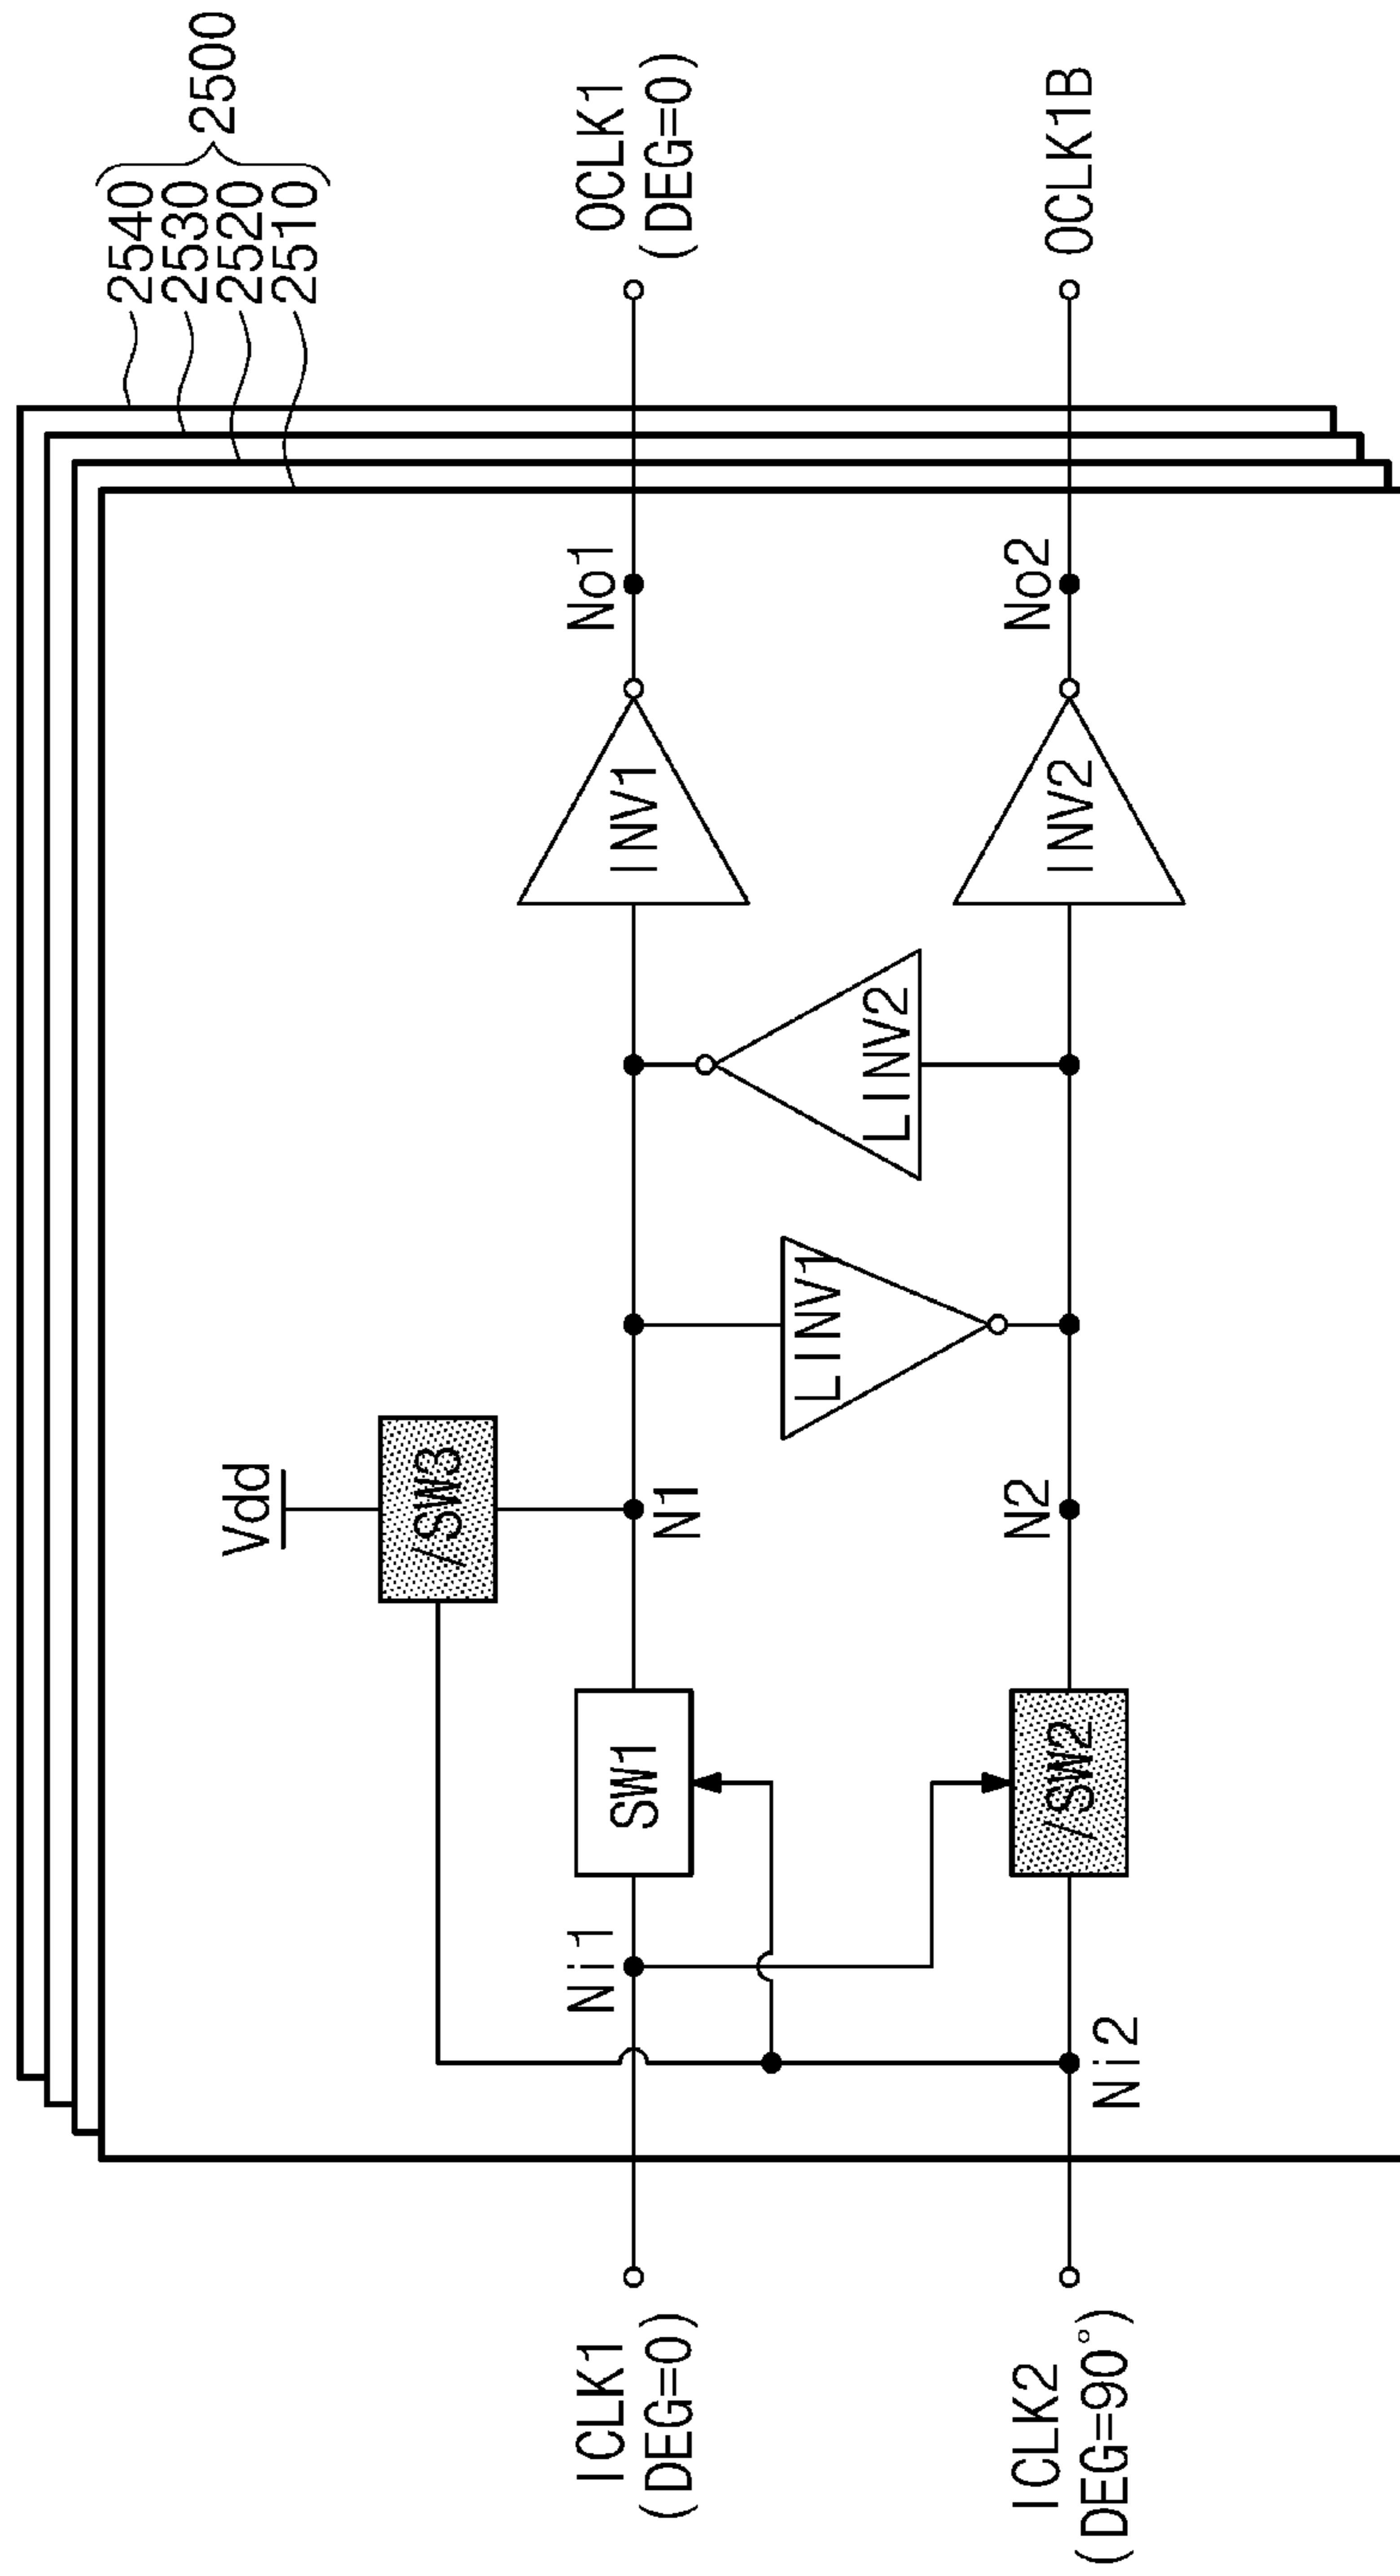 2540
2530
2520
2510
2500
Vdd
/SW3
ICLK1
(DEG=0)
Ni1
SW1
N1
INV1
No1
OCLK1
(DEG=0)
LINV1
LINV2
ICLK2
(DEG=90°)
Ni2
/SW2
N2
INV2
No2
OCLK1B